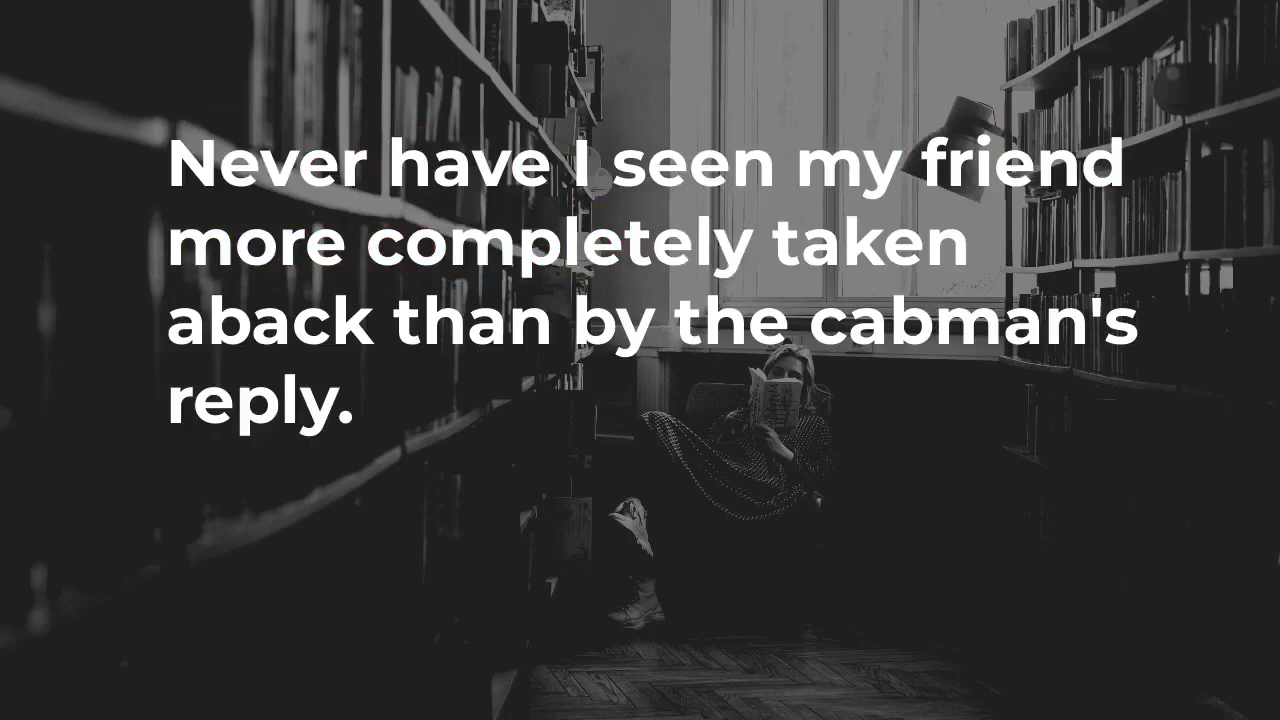 Never have I seen my friend
more completely taken
aback than by the cabman's
reply.